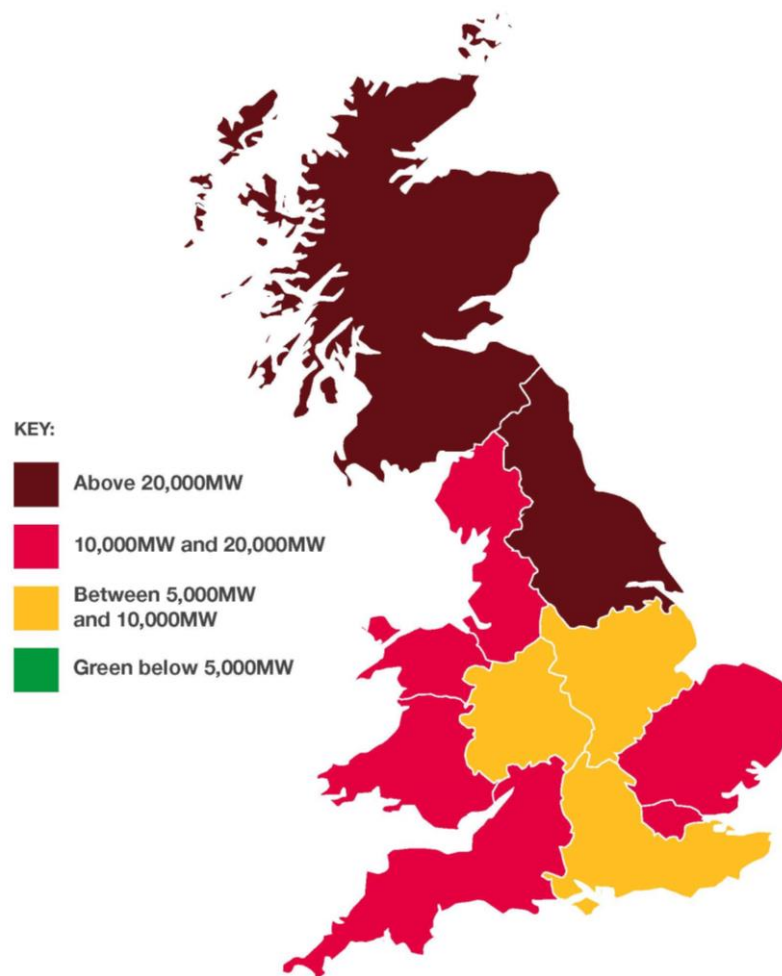 KEY:
Above 20,000MW
10,000MW and 20,000MW
Between 5,000MW
and 10,000MW
Green below 5,000MW